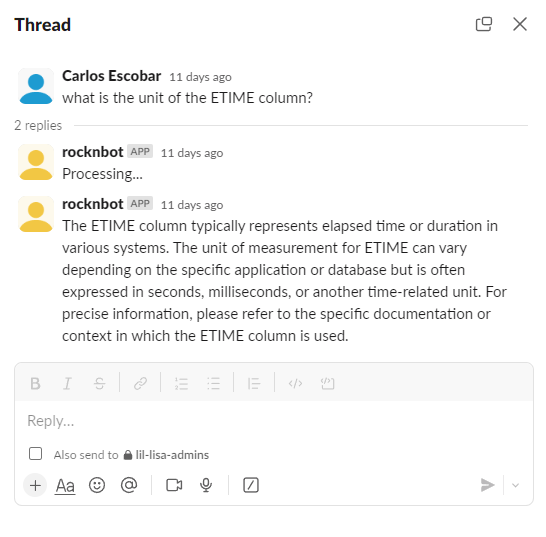 Thread
Carlos Escobar 11 days ago
what is the unit of the ETIME column?
2 replies
rocknbot APP 11 days ago
Processing...
rocknbot APP 11 days ago
The ETIME column typically represents elapsed time or duration in
various systems. The unit of measurement for ETIME can vary
depending on the specific application or database but is often
expressed in seconds, milliseconds, or another time-related unit. For
precise information, please refer to the specific documentation or
context in which the ETIME column is used.
B I S
Reply...
Also send to lil-lisa-admins
Aa